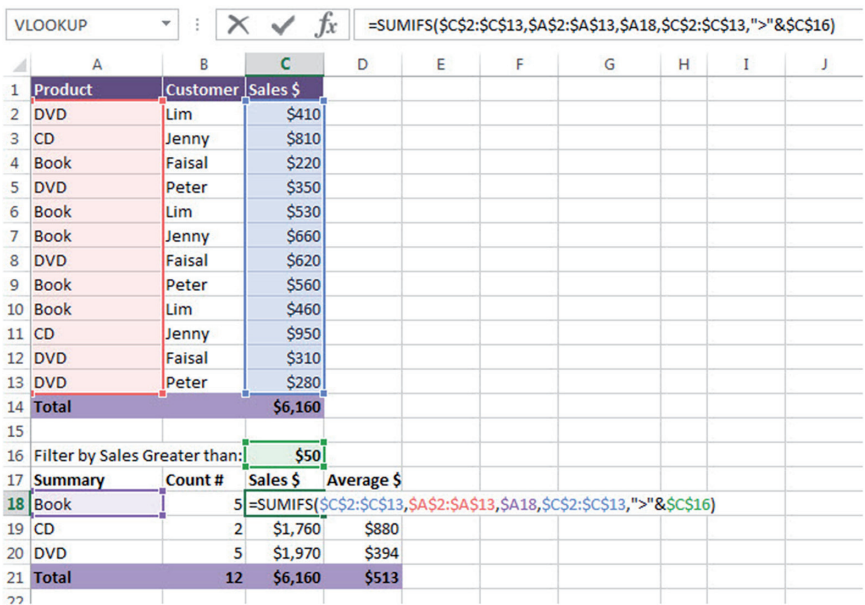 VLOOKUP fx =SUMIFS($C$2:$C$13,$A$2:$A$13,$A18,$C$2:$C$13,">"&$C$16)
A B C D E F G H I J
1 Product Customer Sales $
2 DVD Lim $410
3 CD Jenny $810
4 Book Faisal $220
5 DVD Peter $350
6 Book Lim $530
7 Book Jenny $660
8 DVD Faisal $620
9 Book Peter $560
10 Book Lim $460
11 CD Jenny $950
12 DVD Faisal $310
13 DVD Peter $280
14 Total $6,160
15
16 Filter by Sales Greater than: $50
17 Summary Count # Sales $ Average $
18 Book 5 =SUMIFS($C$2:$C$13,$A$2:$A$13,$A18,$C$2:$C$13,">"&$C$16)
19 CD 2 $1,760 $880
20 DVD 5 $1,970 $394
21 Total 12 $6,160 $513
22